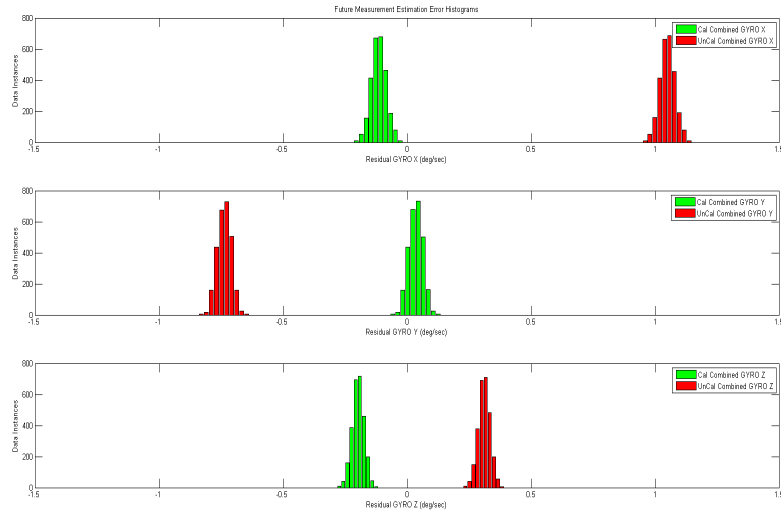 Future Measurement Estimation Error Histograms
Cal Combined GYRO X
UnCal Combined GYRO X
Data Instances
800
600
400
200
0
-1.5 -1 -0.5 0 0.5 1 1.5
Residual GYRO X (deg/sec)
Cal Combined GYRO Y
UnCal Combined GYRO Y
Data Instances
800
600
400
200
0
-1.5 -1 -0.5 0 0.5 1 1.5
Residual GYRO Y (deg/sec)
Cal Combined GYRO Z
UnCal Combined GYRO Z
Data Instances
800
600
400
200
0
-1.5 -1 -0.5 0 0.5 1 1.5
Residual GYRO Z (deg/sec)